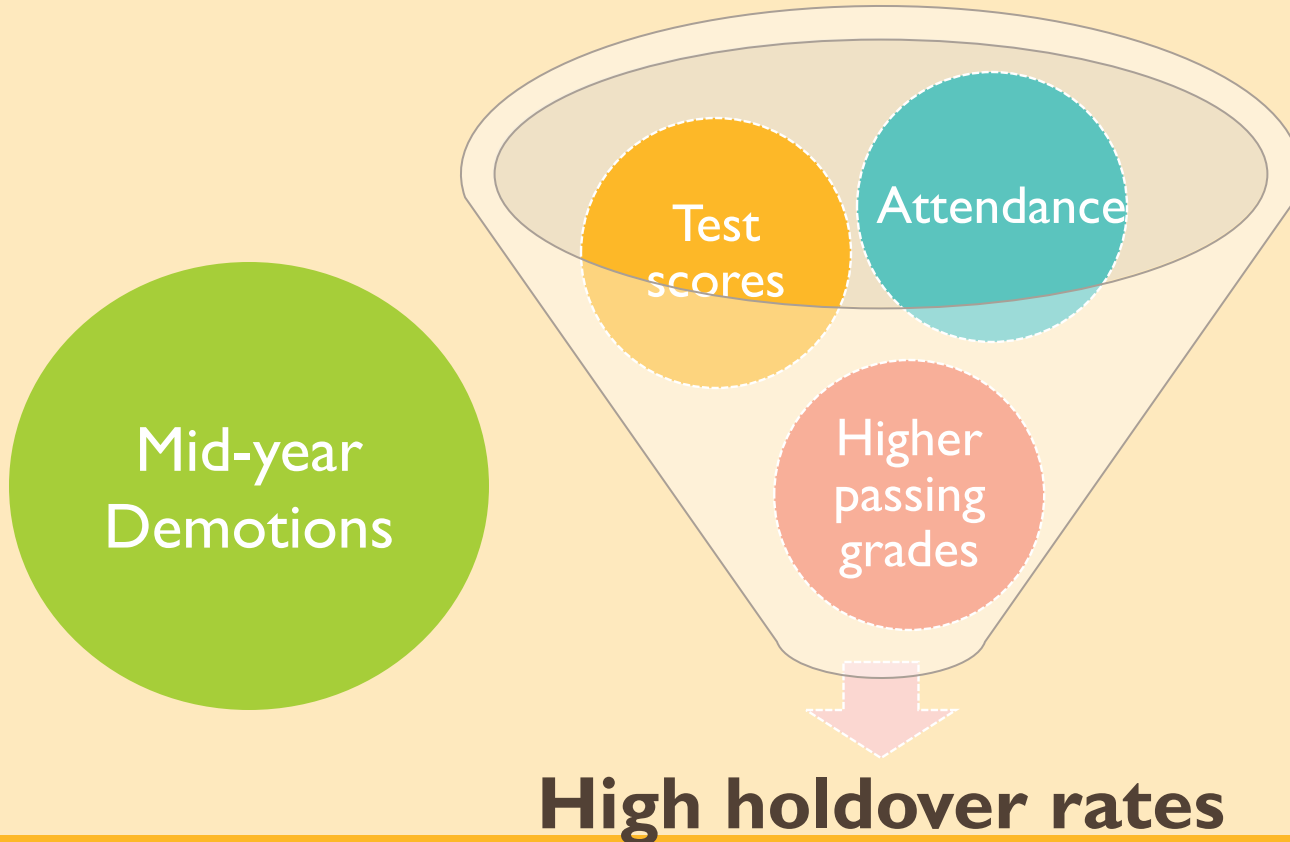 Mid-year
Demotions
Test
scores
Attendance
Higher
passing
grades
High holdover rates